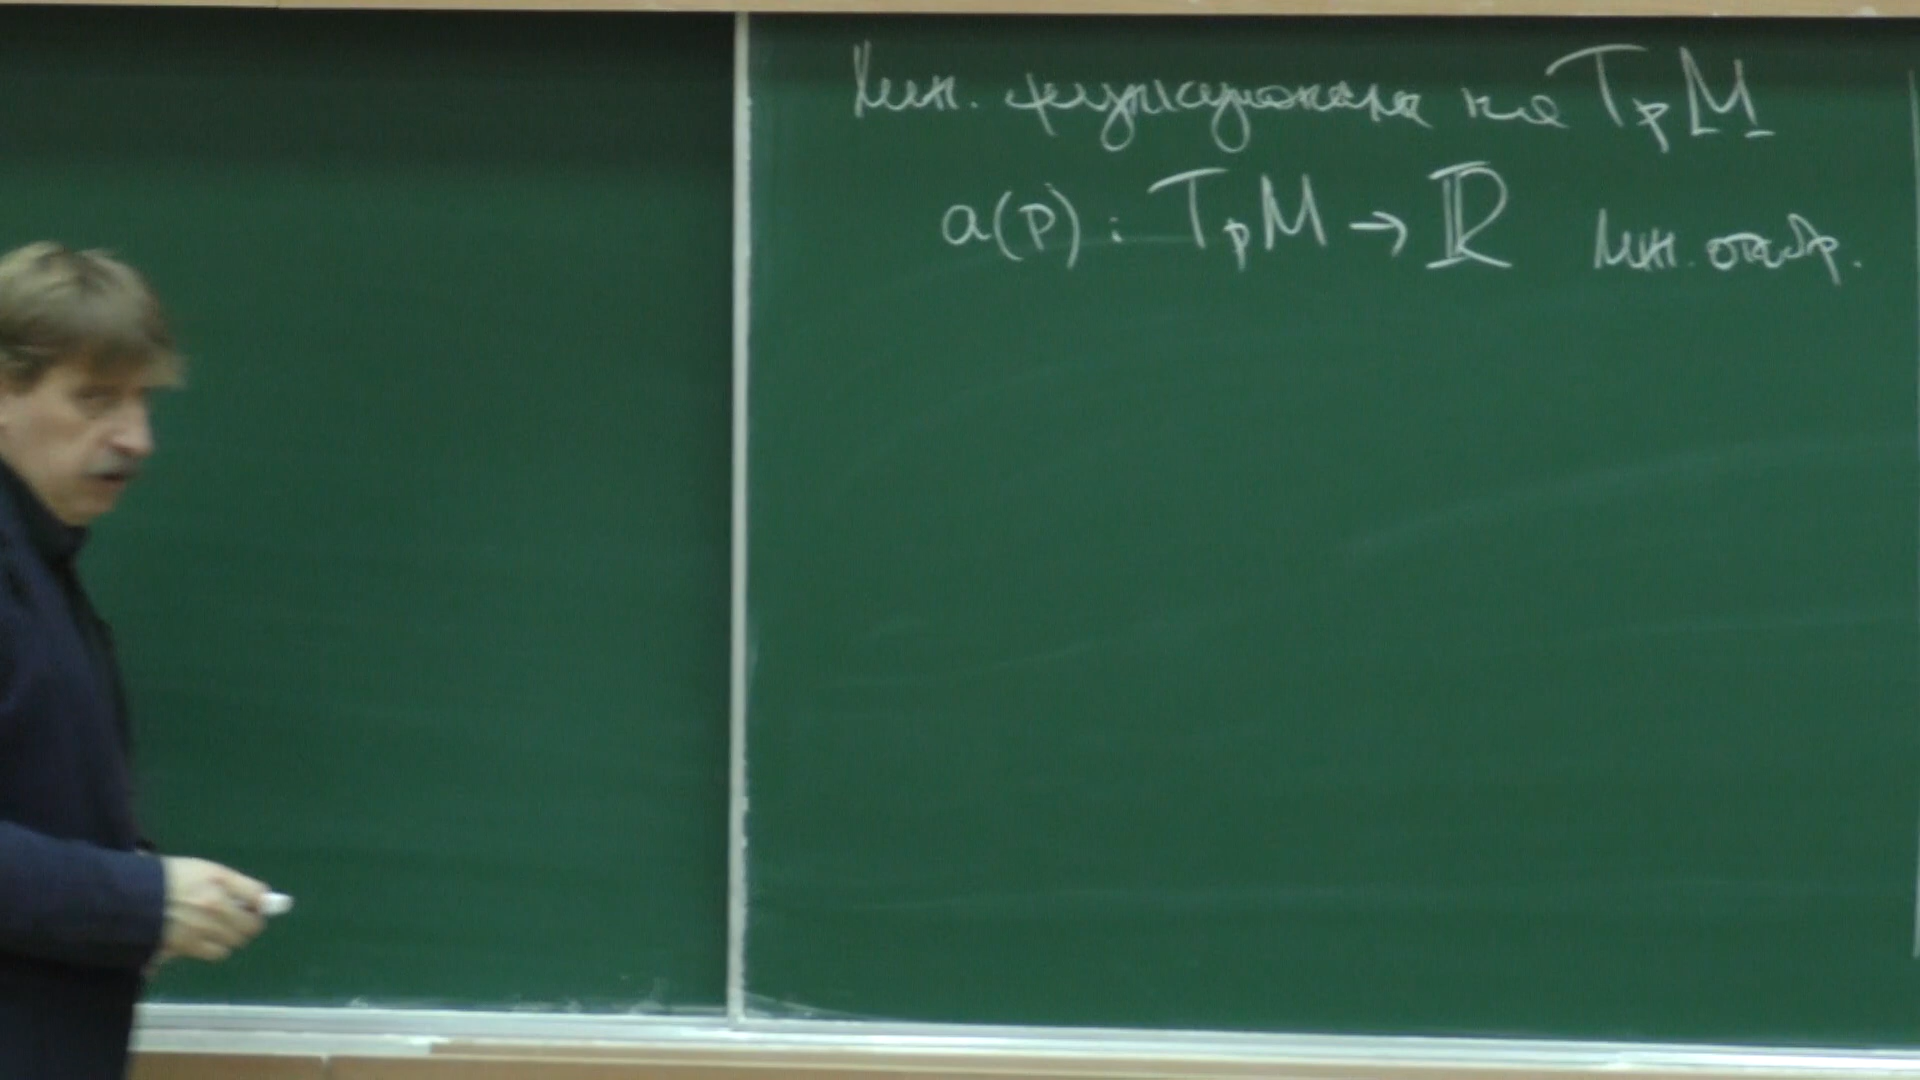 лин. функционалы на TₚM
a(p) : TₚM → ℝ лин. отобр.